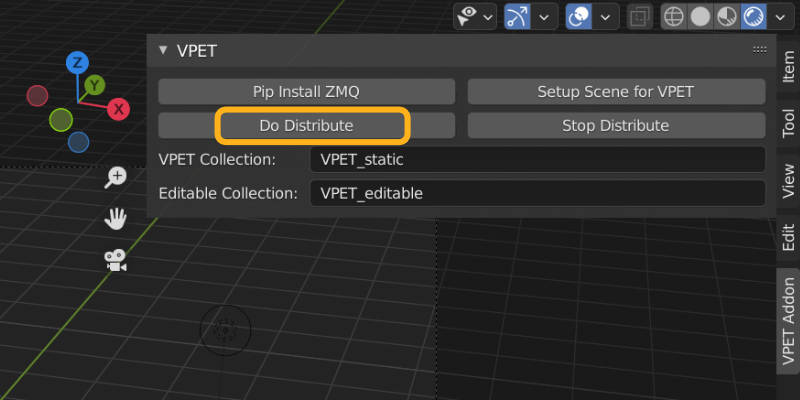 VPET
Pip Install ZMQ
Setup Scene for VPET
Do Distribute
Stop Distribute
VPET Collection: VPET_static
Editable Collection: VPET_editable
Z
Y
X
Item
Tool
View
Edit
VPET Addon